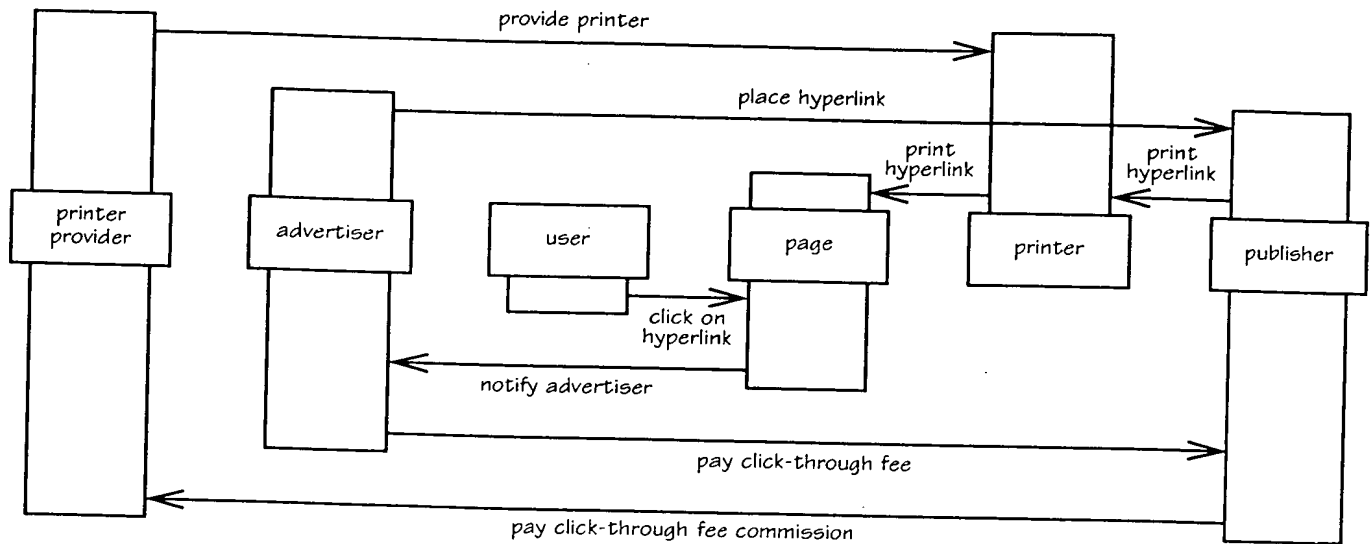 provide printer
place hyperlink
print
hyperlink
print
hyperlink
printer
provider
advertiser
user
page
printer
publisher
click on
hyperlink
notify advertiser
pay click-through fee
pay click-through fee commission